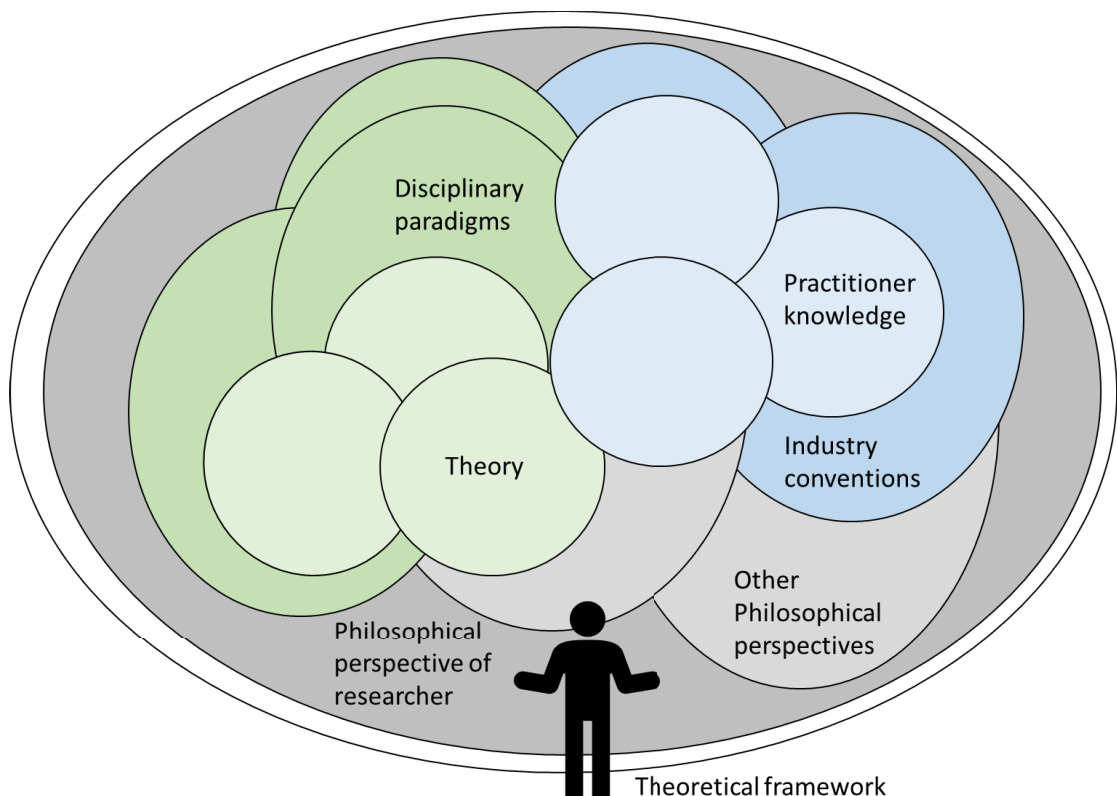 Disciplinary
paradigms
Practitioner
knowledge
Theory
Industry
conventions
Other
Philosophical
perspectives
Philosophical
perspective of
researcher
Theoretical framework